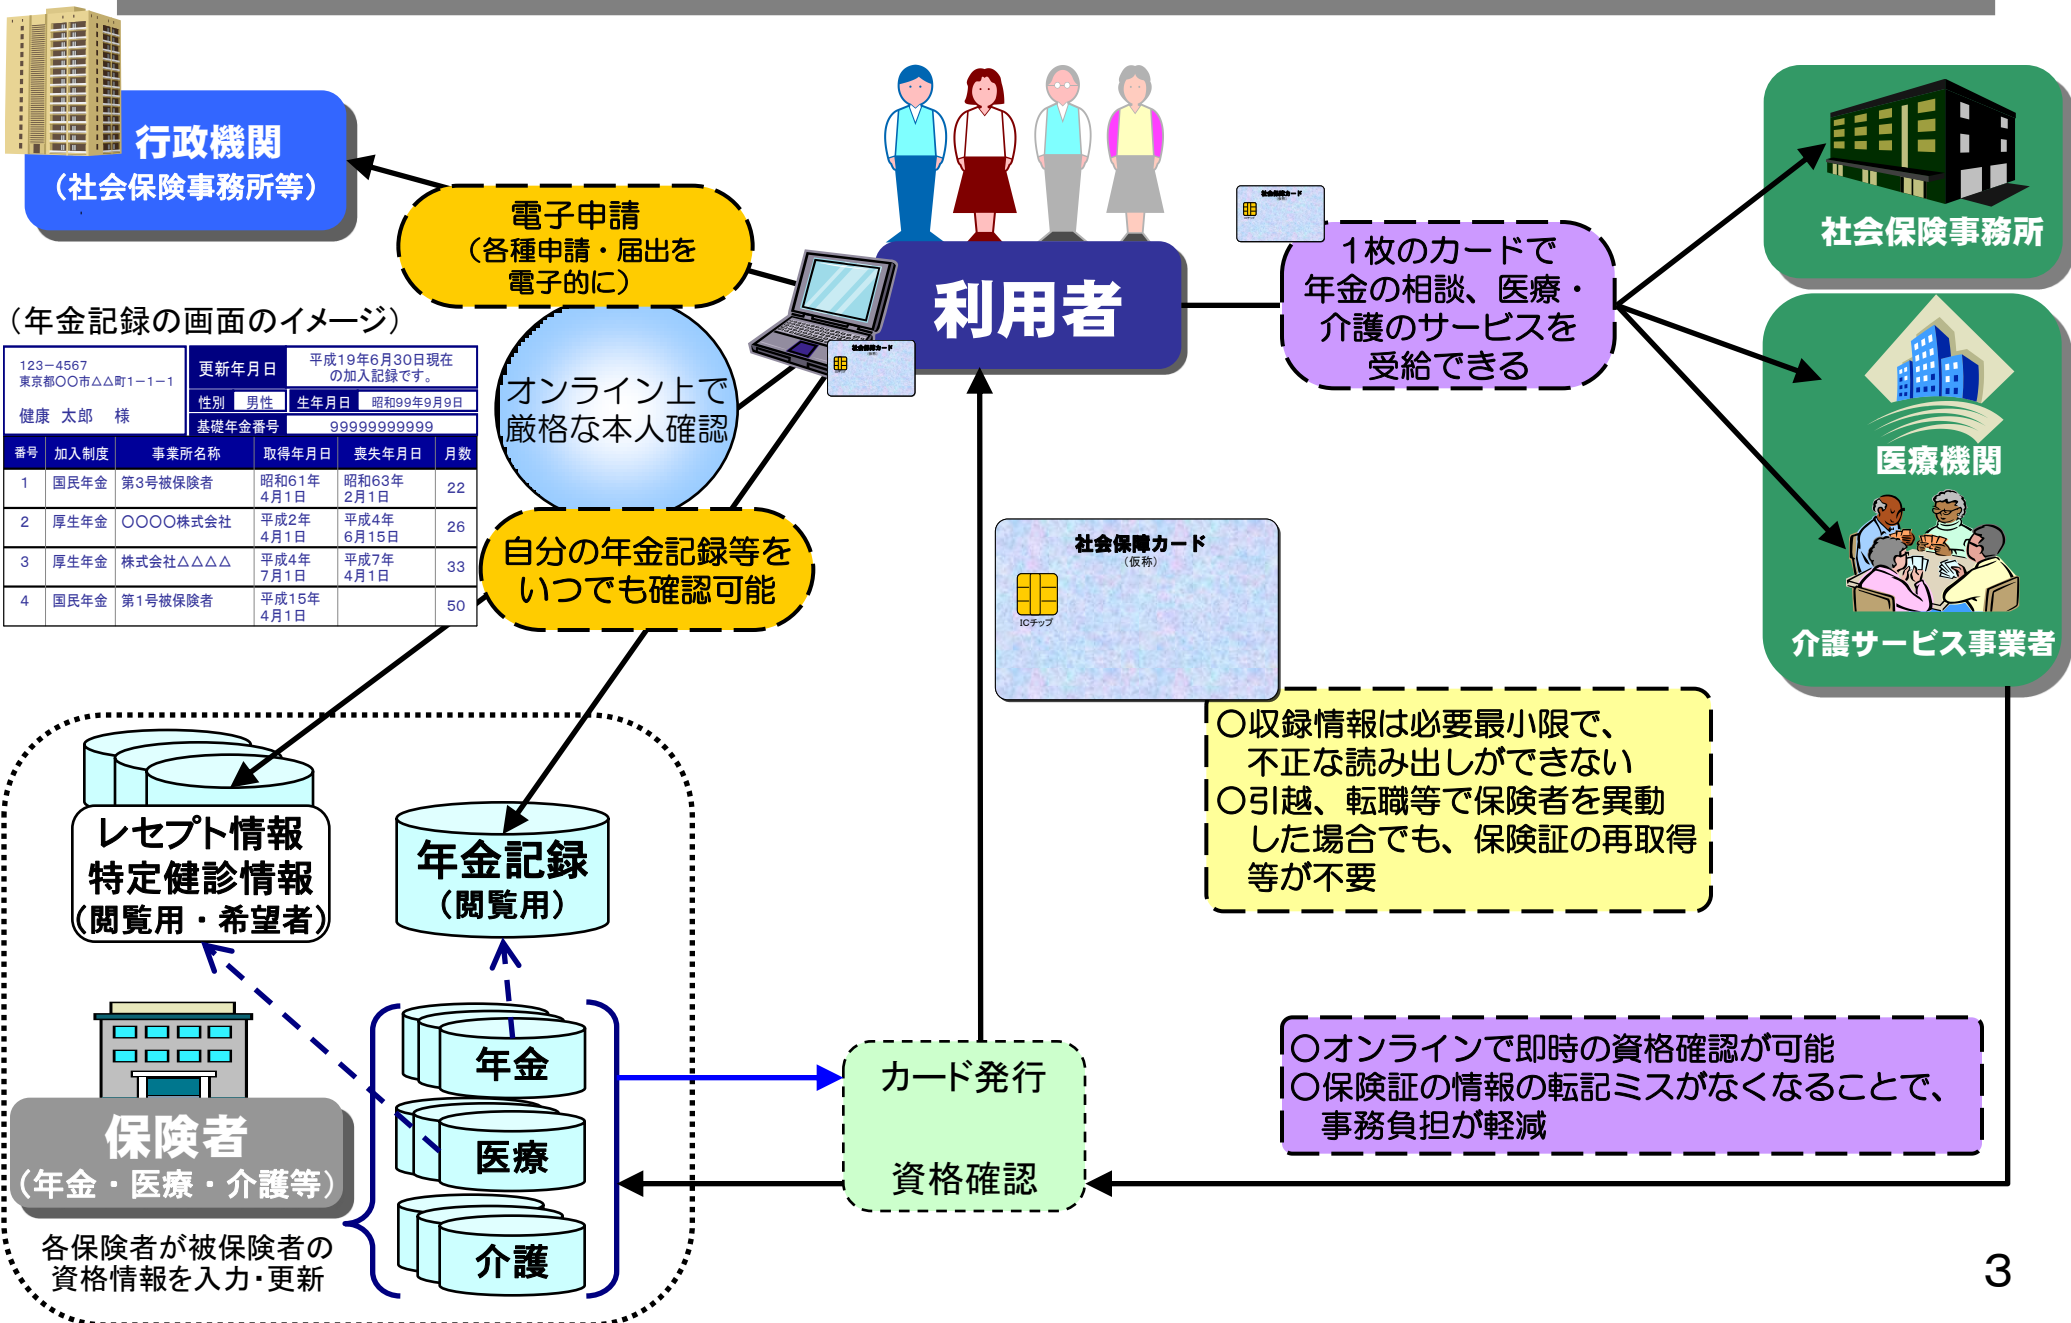 行政機関
（社会保険事務所等）
電子申請
（各種申請・届出を
電子的に）
利用者
社会保障カード
（仮称）
1枚のカードで
年金の相談、医療・
介護のサービスを
受給できる
社会保険事務所
医療機関
介護サービス事業者
社会保障カード
（仮称）
オンライン上で
厳格な本人確認
（年金記録の画面のイメージ）
123－4567
東京都〇〇市△△町1－1－1
健康 太郎 様
更新年月日 平成19年6月30日現在
の加入記録です。
性別 男性 生年月日 昭和99年9月9日
基礎年金番号 99999999999
番号 加入制度 事業所名称 取得年月日 喪失年月日 月数
1 国民年金 第3号被保険者 昭和61年 昭和63年 22
4月1日 2月1日
2 厚生年金 〇〇〇〇株式会社 平成2年 平成4年 26
4月1日 6月15日
3 厚生年金 株式会社△△△△ 平成4年 平成7年 33
7月1日 4月1日
4 国民年金 第1号被保険者 平成15年 50
4月1日
自分の年金記録等を
いつでも確認可能
社会保障カード
（仮称）
ICチップ
〇収録情報は必要最小限で、
不正な読み出しができない
〇引越、転職等で保険者を異動
した場合でも、保険証の再取得
等が不要
レセプト情報
特定健診情報
（閲覧用・希望者）
年金記録
（閲覧用）
保険者
（年金・医療・介護等）
各保険者が被保険者の
資格情報を入力・更新
年金
医療
介護
カード発行
資格確認
〇オンラインで即時の資格確認が可能
〇保険証の情報の転記ミスがなくなることで、
事務負担が軽減
3